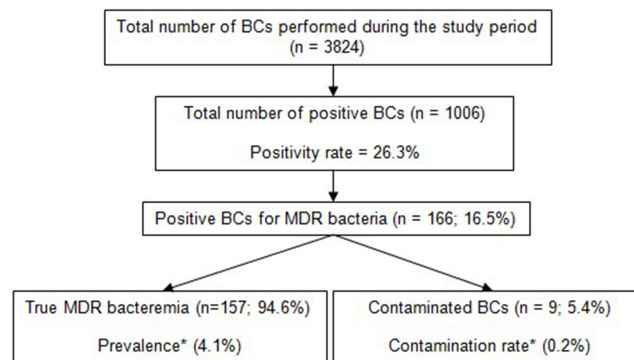 Total number of BCs performed during the study period
(n = 3824)
Total number of positive BCs (n = 1006)
Positivity rate = 26.3%
Positive BCs for MDR bacteria (n = 166; 16.5%)
True MDR bacteremia (n=157; 94.6%)
Prevalence* (4.1%)
Contaminated BCs (n = 9; 5.4%)
Contamination rate* (0.2%)